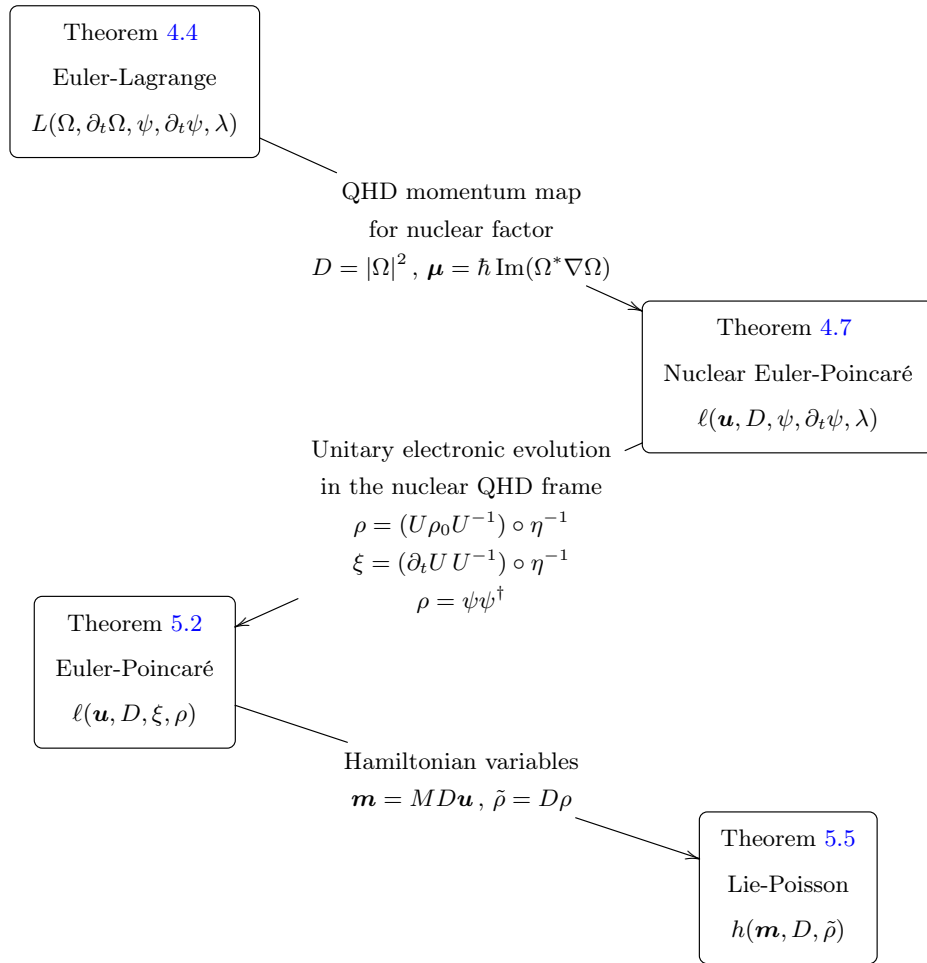 Theorem 4.4
Euler-Lagrange
L(Ω, ∂ₜΩ, ψ, ∂ₜψ, λ)
QHD momentum map
for nuclear factor
D = |Ω|² , μ = ℏ Im(Ω*∇Ω)
Theorem 4.7
Nuclear Euler-Poincaré
ℓ(u, D, ψ, ∂ₜψ, λ)
Unitary electronic evolution
in the nuclear QHD frame
ρ = (Uρ₀U⁻¹) ∘ η⁻¹
ξ = (∂ₜU U⁻¹) ∘ η⁻¹
ρ = ψψ†
Theorem 5.2
Euler-Poincaré
ℓ(u, D, ξ, ρ)
Hamiltonian variables
m = MDu , ρ̃ = Dρ
Theorem 5.5
Lie-Poisson
h(m, D, ρ̃)